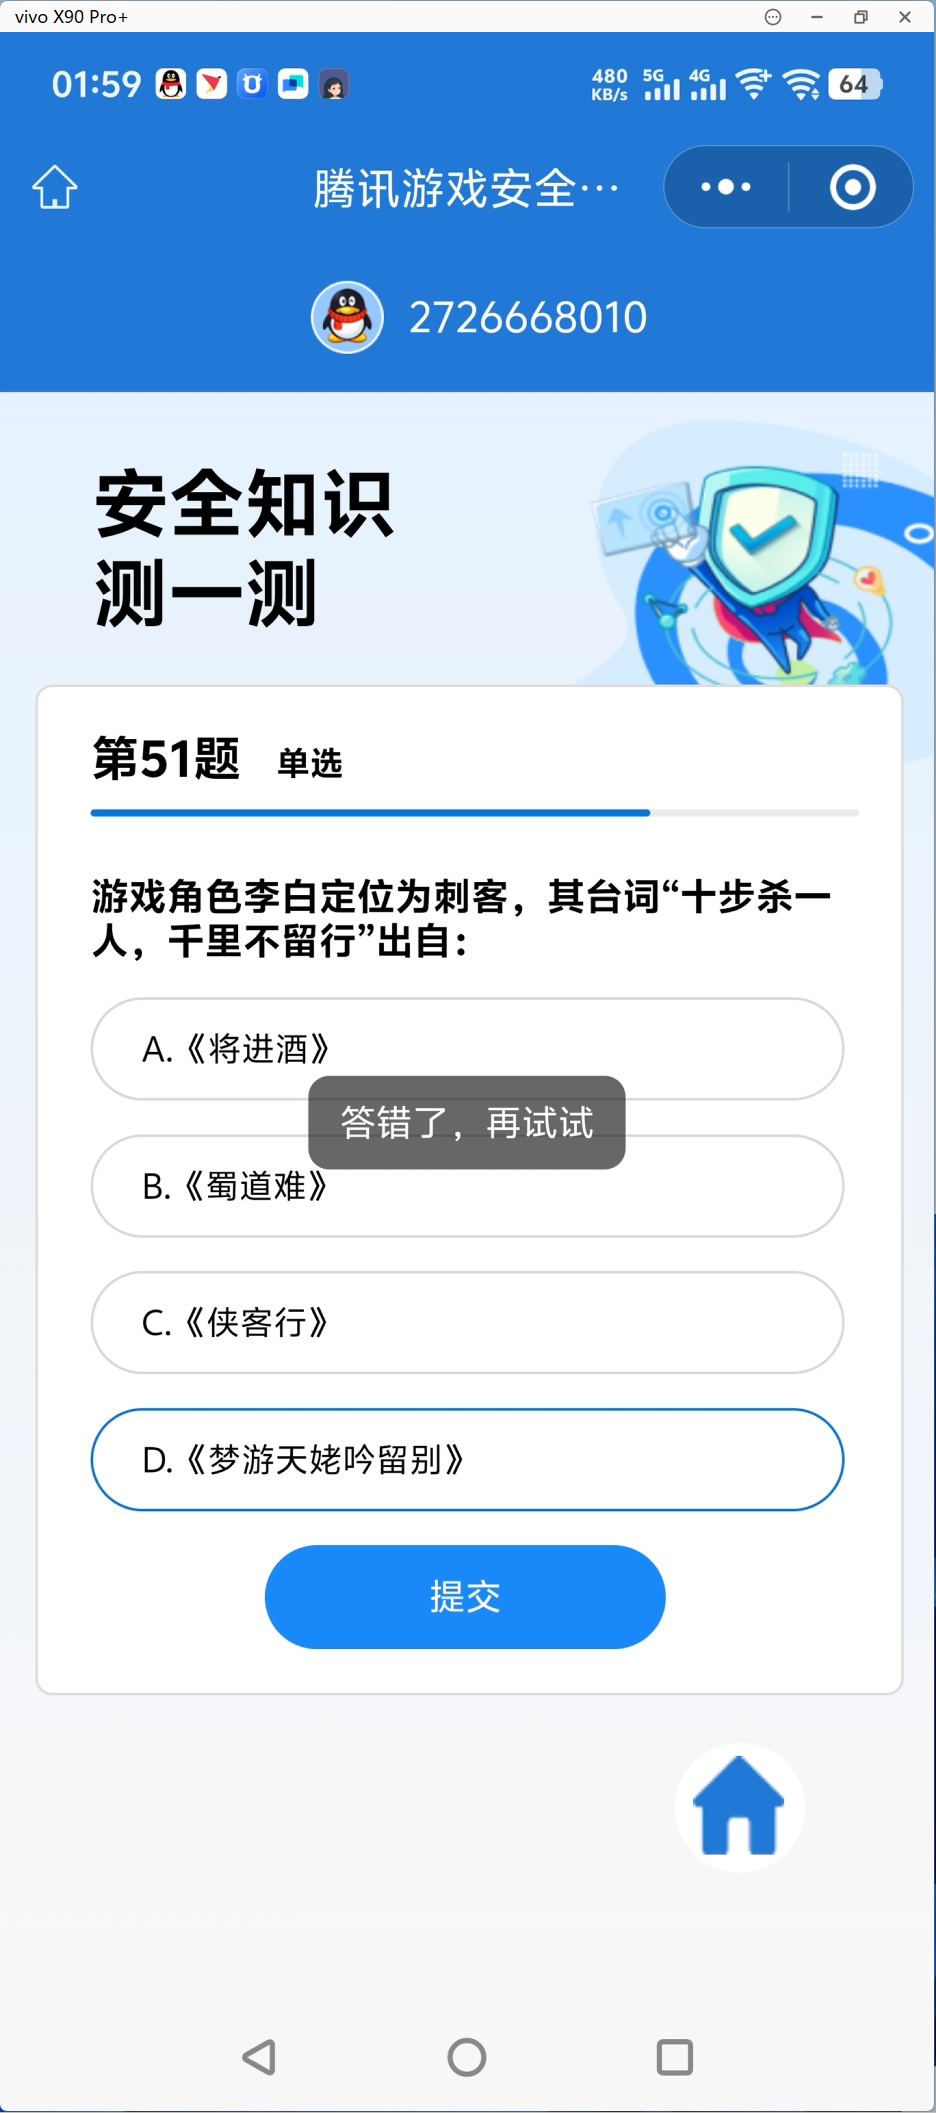 vivo X90 Pro+
01:59
480 KB/s 5G 4G 64
腾讯游戏安全···
2726668010
安全知识
测一测
第51题 单选
游戏角色李白定位为刺客，其台词“十步杀一
人，千里不留行”出自：
A.《将进酒》
答错了，再试试
B.《蜀道难》
C.《侠客行》
D.《梦游天姥吟留别》
提交